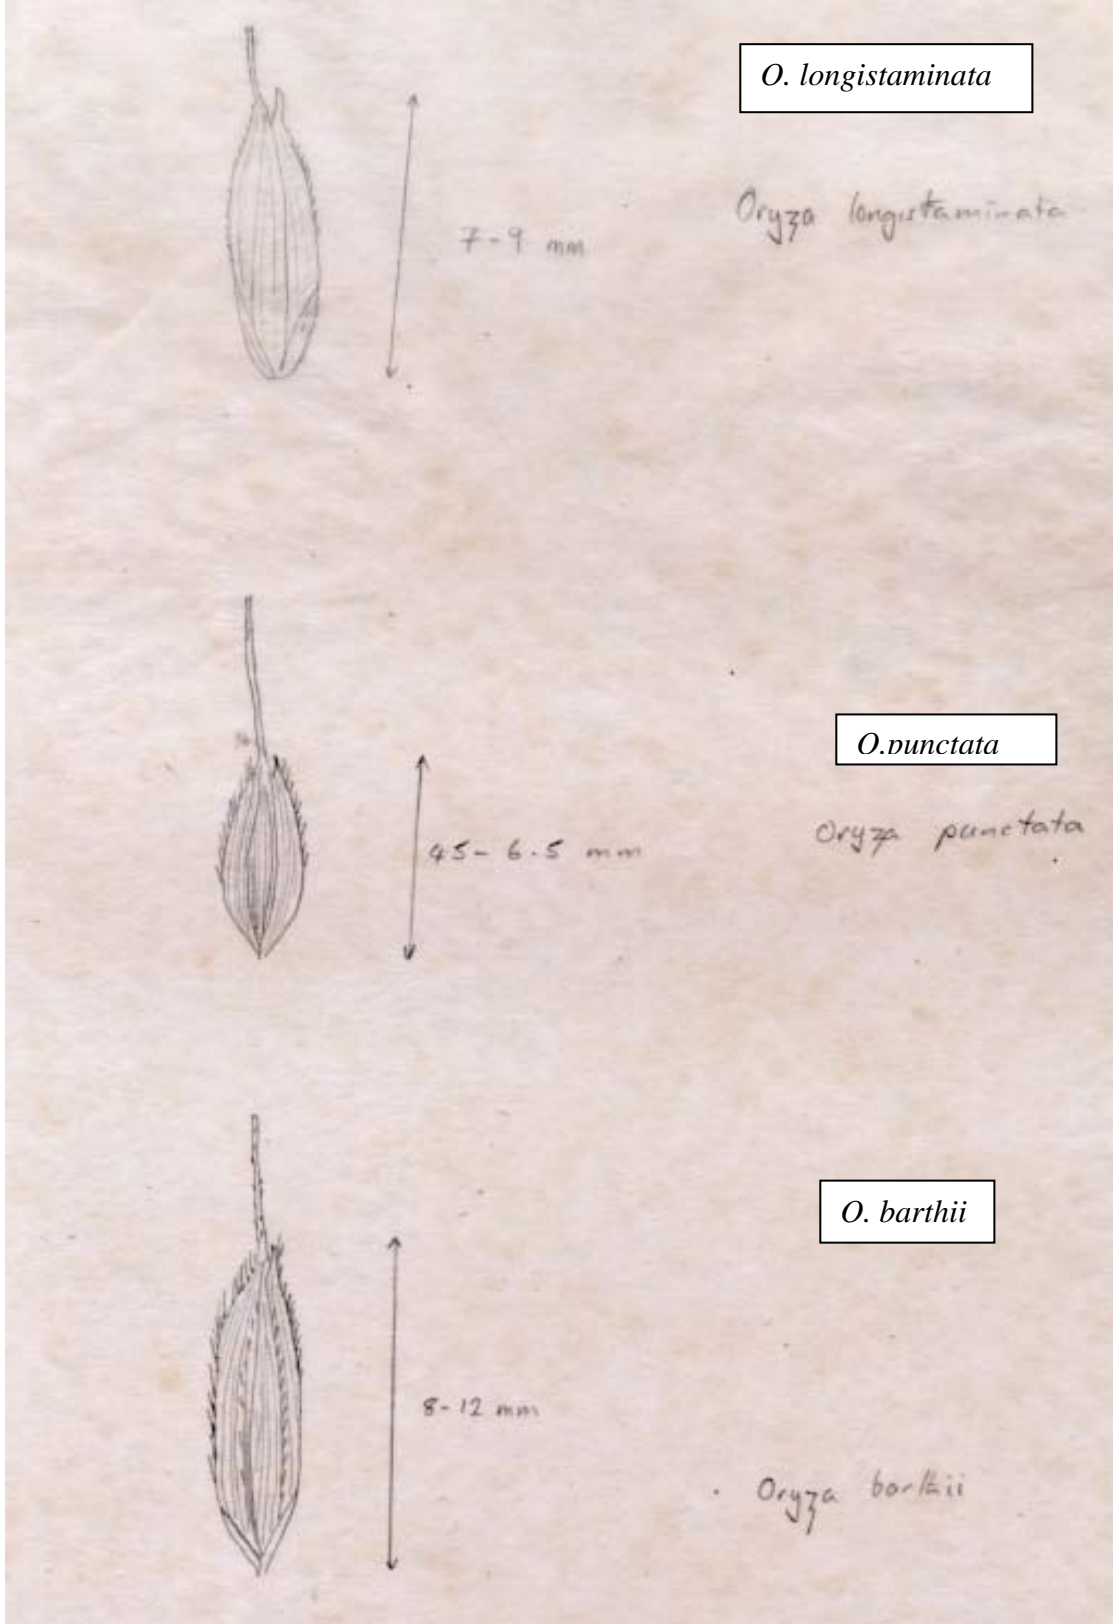 O. longistaminata
Oryza longistaminata
7-9 mm
O.punctata
Oryza punctata
45- 6.5 mm
O. barthii
8-12 mm
Oryza barthii